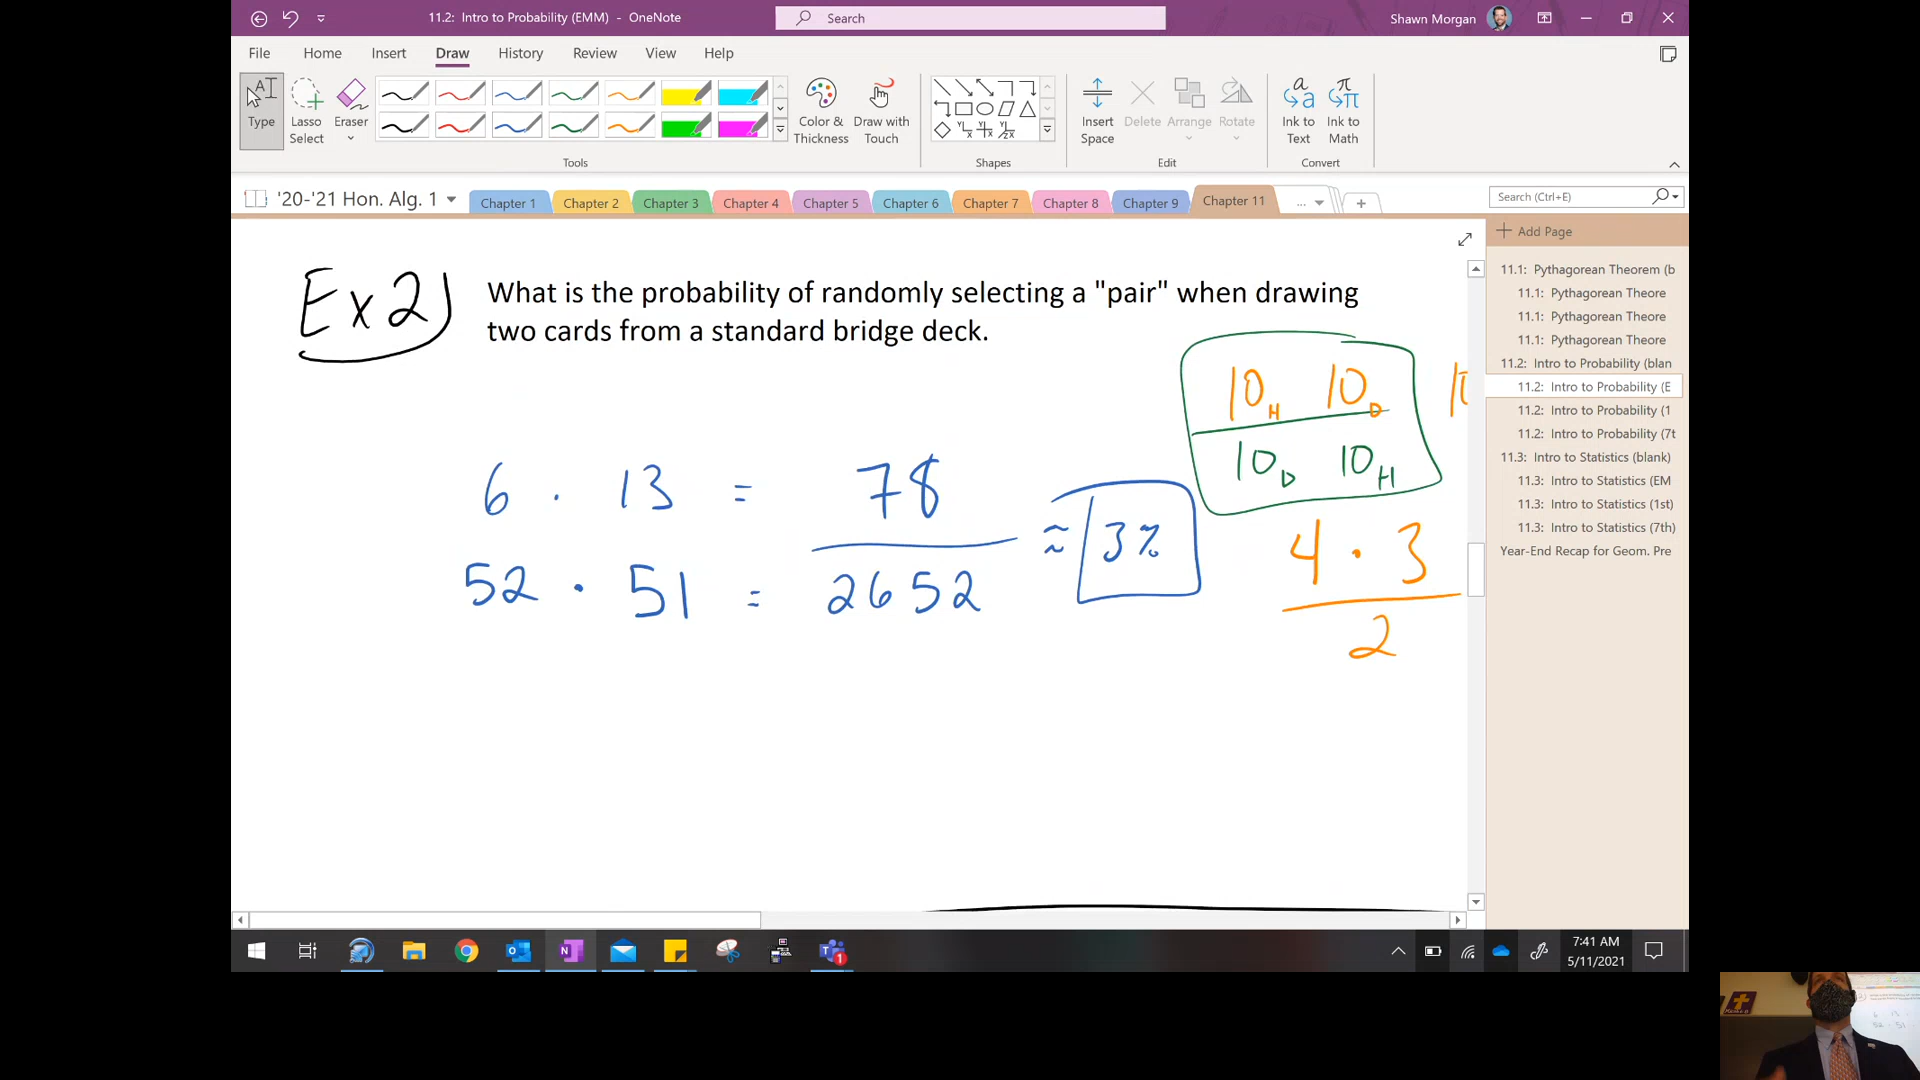 11.2: Intro to Probability (EMM) - OneNote
Search
Shawn Morgan
File Home Insert Draw History Review View Help
Type
Lasso Select
Eraser
Color & Thickness
Draw with Touch
Insert Space
Delete
Arrange
Rotate
Ink to Text
Ink to Math
Tools Shapes Edit Convert
'20-'21 Hon. Alg. 1
Chapter 1 Chapter 2 Chapter 3 Chapter 4 Chapter 5 Chapter 6 Chapter 7 Chapter 8 Chapter 9 Chapter 11 ...
Search (Ctrl+E)
Add Page
11.1: Pythagorean Theorem (b
11.1: Pythagorean Theore
11.1: Pythagorean Theore
11.1: Pythagorean Theore
11.2: Intro to Probability (blan
11.2: Intro to Probability (E
11.2: Intro to Probability (1
11.2: Intro to Probability (7t
11.3: Intro to Statistics (blank)
11.3: Intro to Statistics (EM
11.3: Intro to Statistics (1st)
11.3: Intro to Statistics (7th)
Year-End Recap for Geom. Pre
Ex 2)
What is the probability of randomly selecting a "pair" when drawing
two cards from a standard bridge deck.
10H 10D 10
10D 10H
6 · 13 = 78
52 · 51 = 2652
≈ 3%
4 · 3
2
7:41 AM
5/11/2021